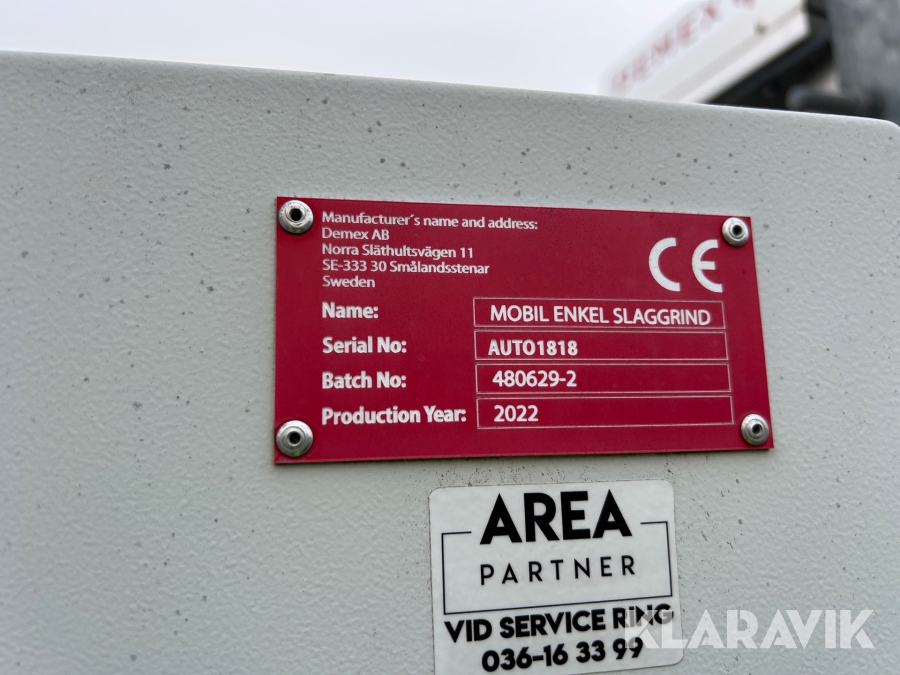 DEMEX
Manufacturer´s name and address:
Demex AB
Norra Släthultsvägen 11
SE-333 30 Smålandsstenar
Sweden
CE
Name: MOBIL ENKEL SLAGGRIND
Serial No: AUTO1818
Batch No: 480629-2
Production Year: 2022
AREA
PARTNER
VID SERVICE RING
036-16 33 99
KLARAVIK